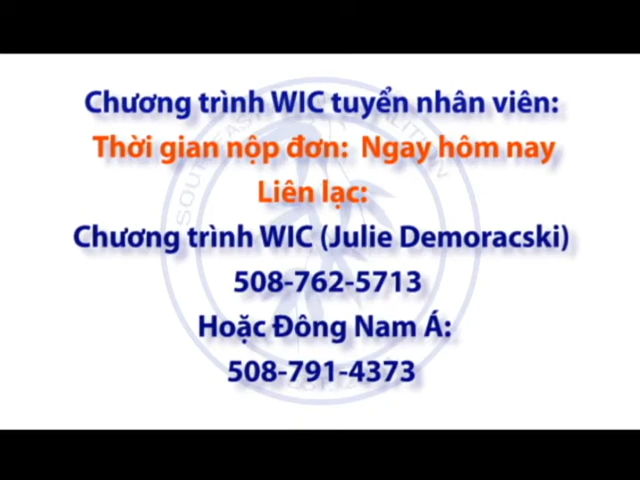 Chương trình WIC tuyển nhân viên:
Thời gian nộp đơn: Ngay hôm nay
Liên lạc:
Chương trình WIC (Julie Demoracski)
508-762-5713
Hoặc Đông Nam Á:
508-791-4373